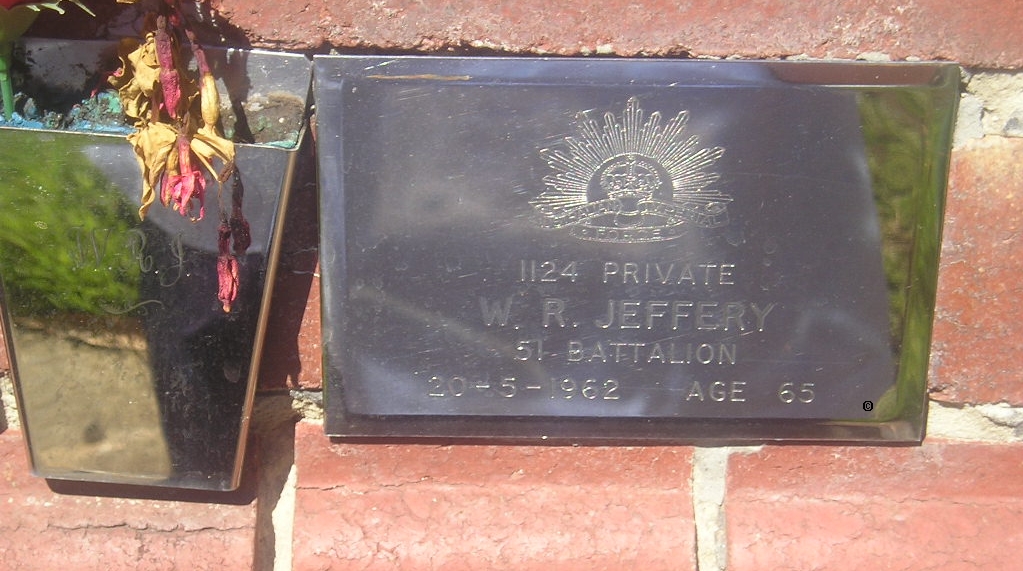 W. R. J.
1124 PRIVATE
W. R. JEFFERY
51 BATTALION
20-5-1962 AGE 65
©